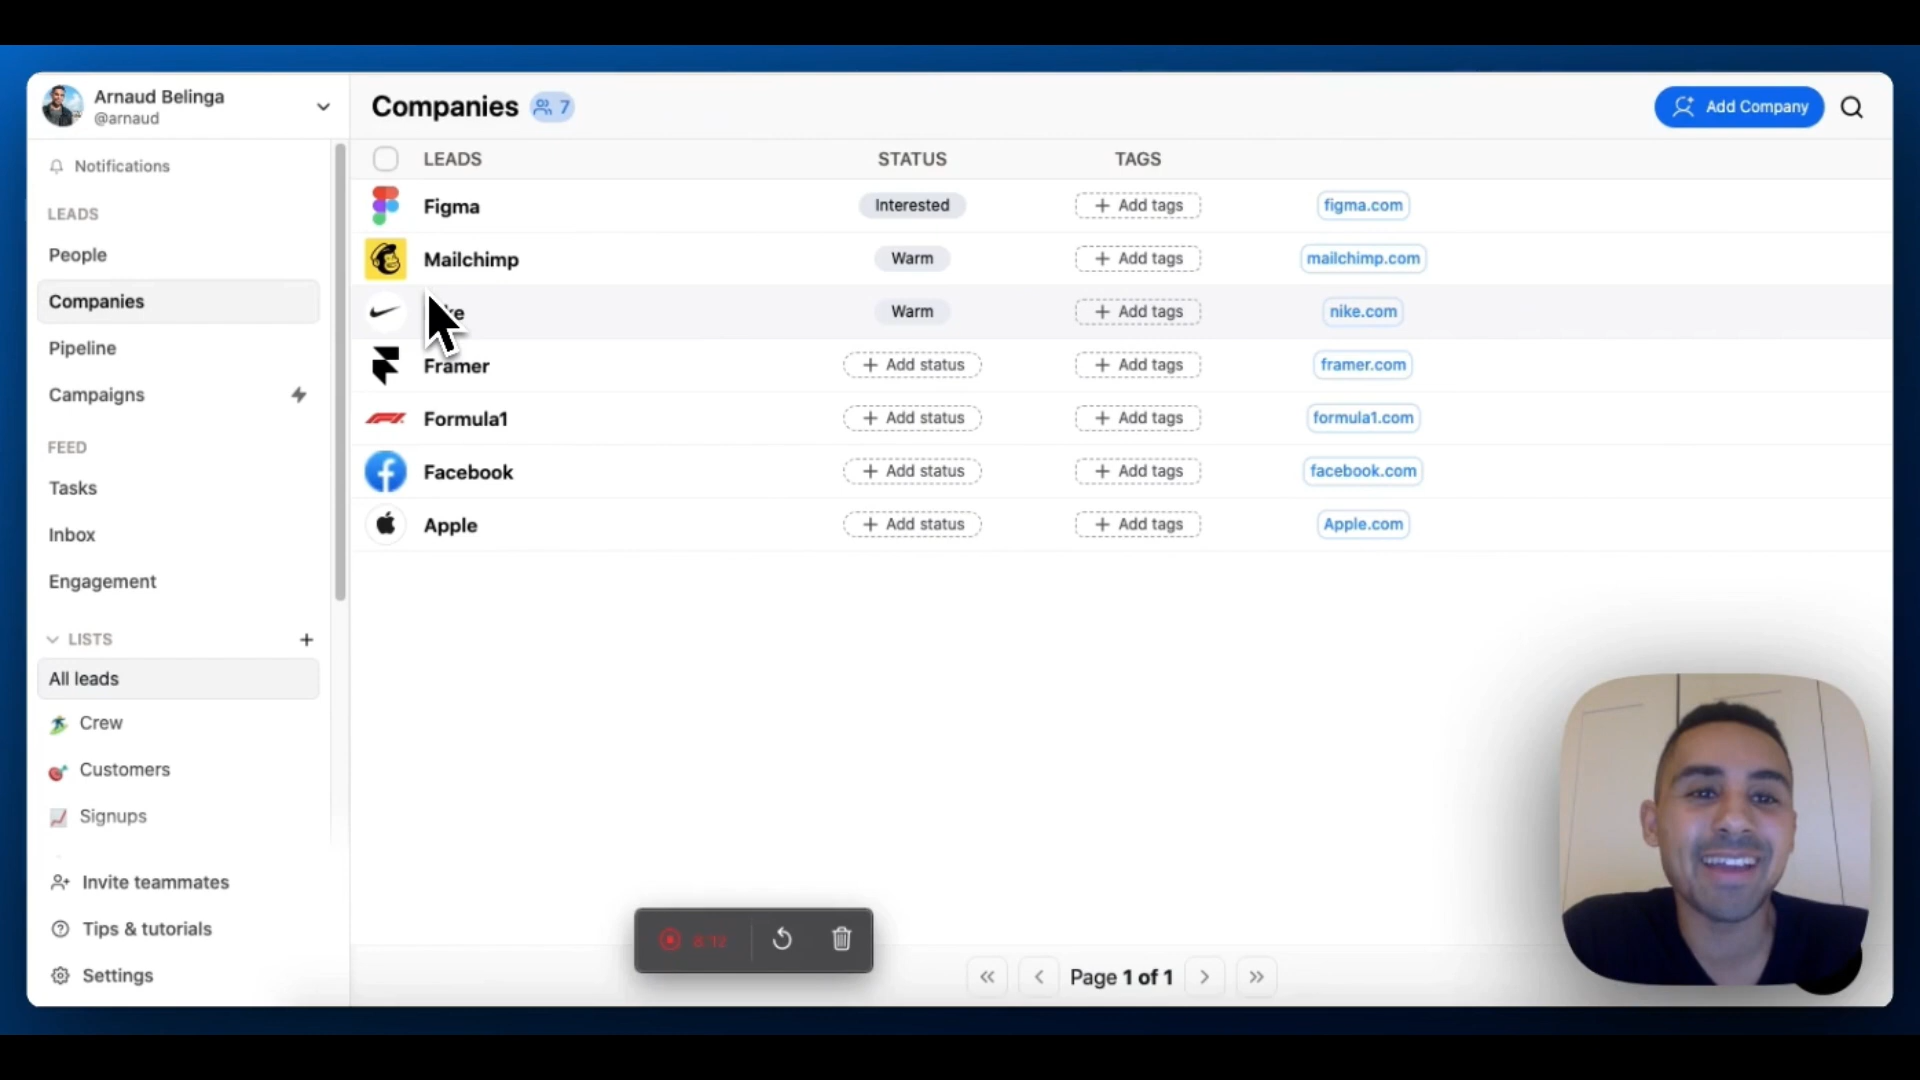 Arnaud Belinga
@arnaud
Notifications
LEADS
People
Companies
Pipeline
Campaigns
FEED
Tasks
Inbox
Engagement
LISTS
All leads
Crew
Customers
Signups
Invite teammates
Tips & tutorials
Settings
Companies 7
Add Company
LEADS STATUS TAGS
Figma Interested + Add tags figma.com
Mailchimp Warm + Add tags mailchimp.com
Warm + Add tags nike.com
Framer + Add status + Add tags framer.com
Formula1 + Add status + Add tags formula1.com
Facebook + Add status + Add tags facebook.com
Apple + Add status + Add tags Apple.com
8:12
Page 1 of 1